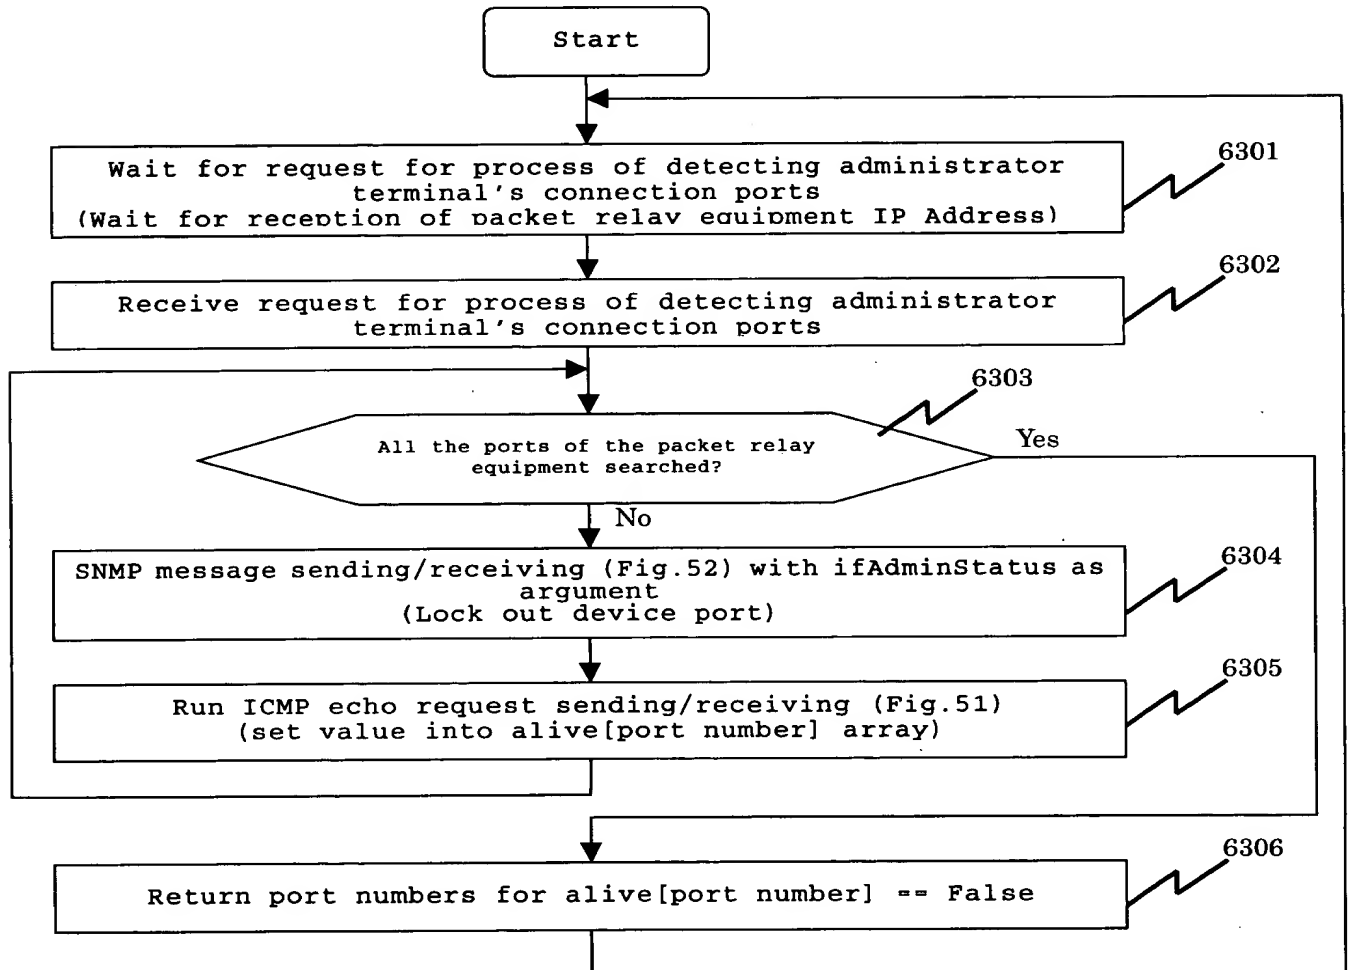 Start
Wait for request for process of detecting administrator
terminal's connection ports
(Wait for reception of packet relay equipment IP Address)
6301
Receive request for process of detecting administrator
terminal's connection ports
6302
All the ports of the packet relay
equipment searched?
6303
Yes
No
SNMP message sending/receiving (Fig.52) with ifAdminStatus as
argument
(Lock out device port)
6304
Run ICMP echo request sending/receiving (Fig.51)
(set value into alive[port number] array)
6305
Return port numbers for alive[port number] == False
6306